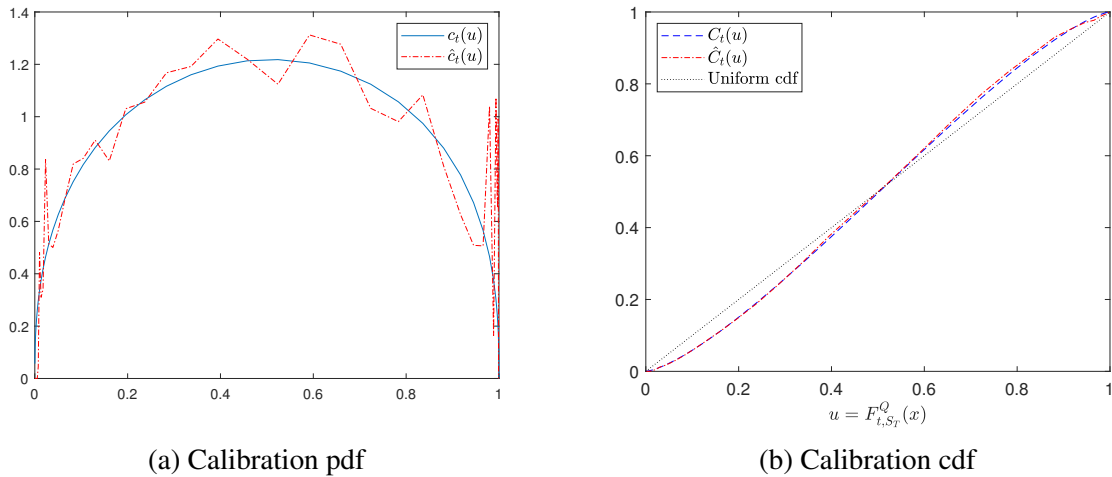 1.4
1.2
1
0.8
0.6
0.4
0.2
0
0 0.2 0.4 0.6 0.8 1
c_t(u)
ĉ_t(u)
(a) Calibration pdf
1
0.8
0.6
0.4
0.2
0
0 0.2 0.4 0.6 0.8 1
C_t(u)
Ĉ_t(u)
Uniform cdf
u = F^Q_{t,S_T}(x)
(b) Calibration cdf